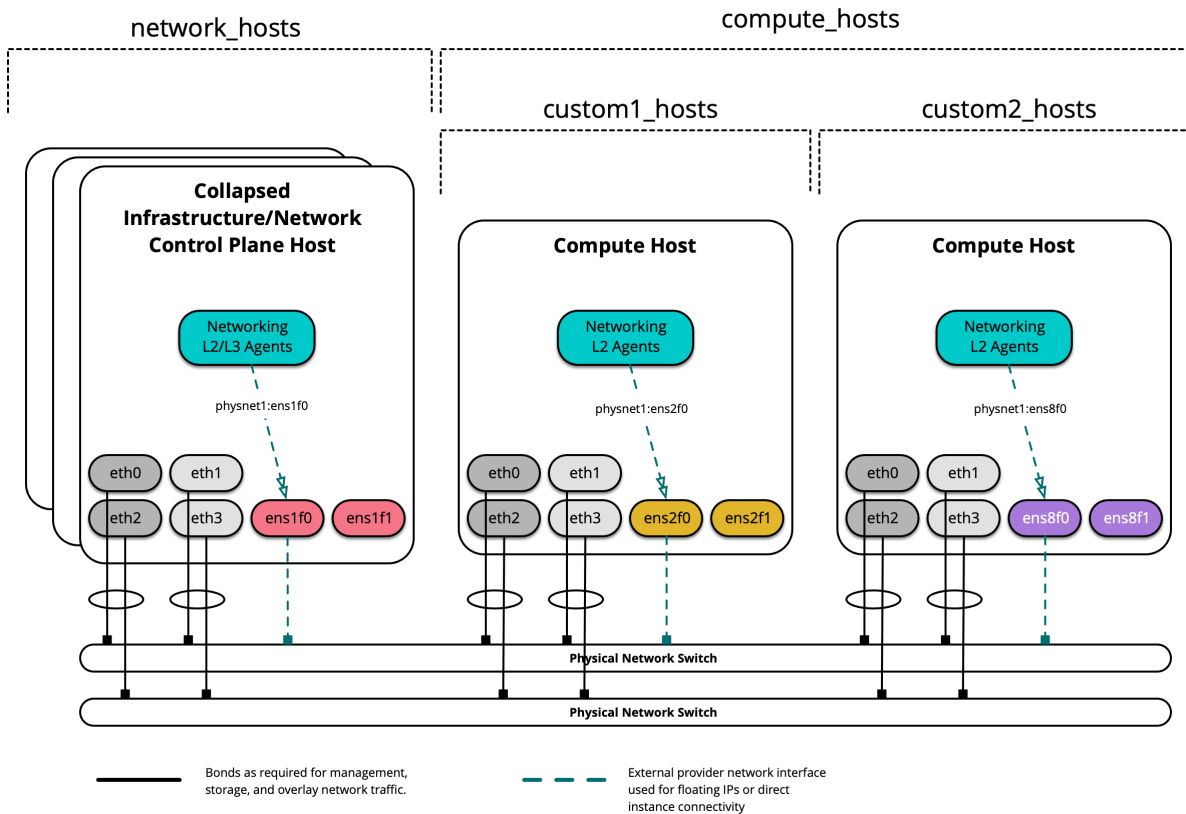 network_hosts
compute_hosts
custom1_hosts
custom2_hosts
Collapsed
Infrastructure/Network
Control Plane Host
Networking
L2/L3 Agents
physnet1:ens1f0
eth0
eth1
eth2
eth3
ens1f0
ens1f1
Compute Host
Networking
L2 Agents
physnet1:ens2f0
eth0
eth1
eth2
eth3
ens2f0
ens2f1
Compute Host
Networking
L2 Agents
physnet1:ens8f0
eth0
eth1
eth2
eth3
ens8f0
ens8f1
Physical Network Switch
Physical Network Switch
Bonds as required for management,
storage, and overlay network traffic.
External provider network interface
used for floating IPs or direct
instance connectivity